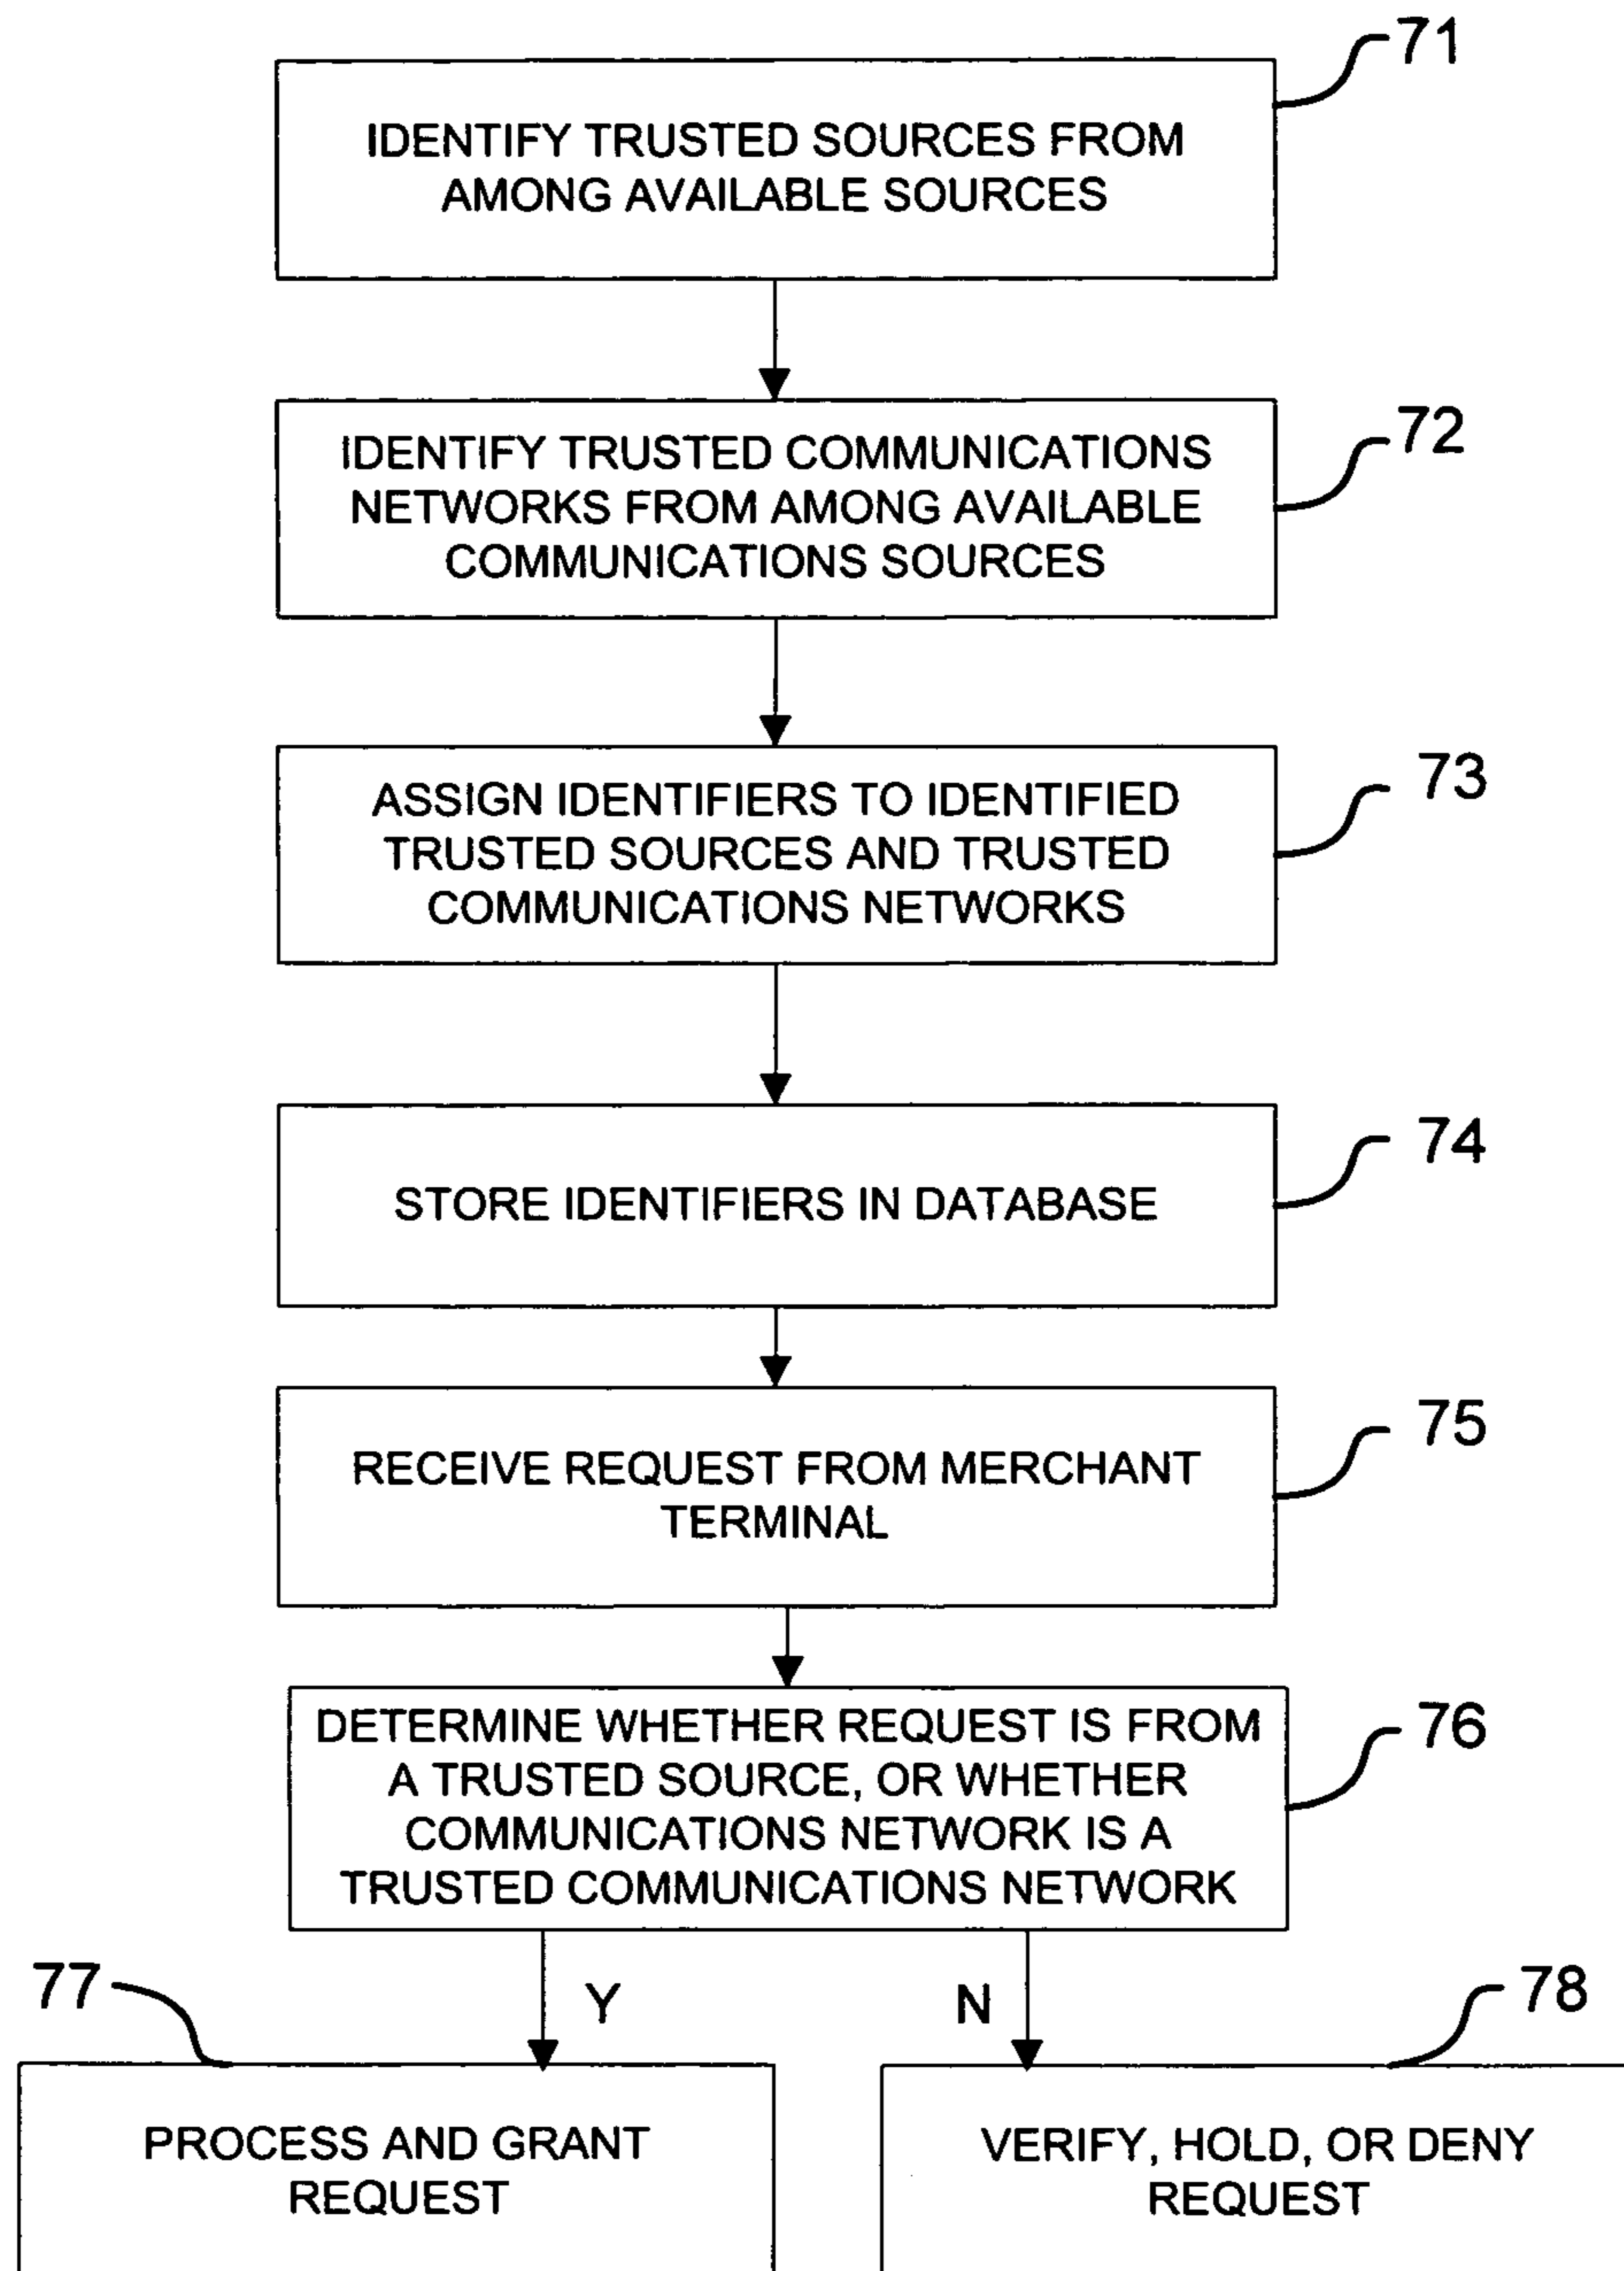 71
IDENTIFY TRUSTED SOURCES FROM
AMONG AVAILABLE SOURCES
72
IDENTIFY TRUSTED COMMUNICATIONS
NETWORKS FROM AMONG AVAILABLE
COMMUNICATIONS SOURCES
73
ASSIGN IDENTIFIERS TO IDENTIFIED
TRUSTED SOURCES AND TRUSTED
COMMUNICATIONS NETWORKS
74
STORE IDENTIFIERS IN DATABASE
75
RECEIVE REQUEST FROM MERCHANT
TERMINAL
76
DETERMINE WHETHER REQUEST IS FROM
A TRUSTED SOURCE, OR WHETHER
COMMUNICATIONS NETWORK IS A
TRUSTED COMMUNICATIONS NETWORK
77
Y
N
78
PROCESS AND GRANT
REQUEST
VERIFY, HOLD, OR DENY
REQUEST